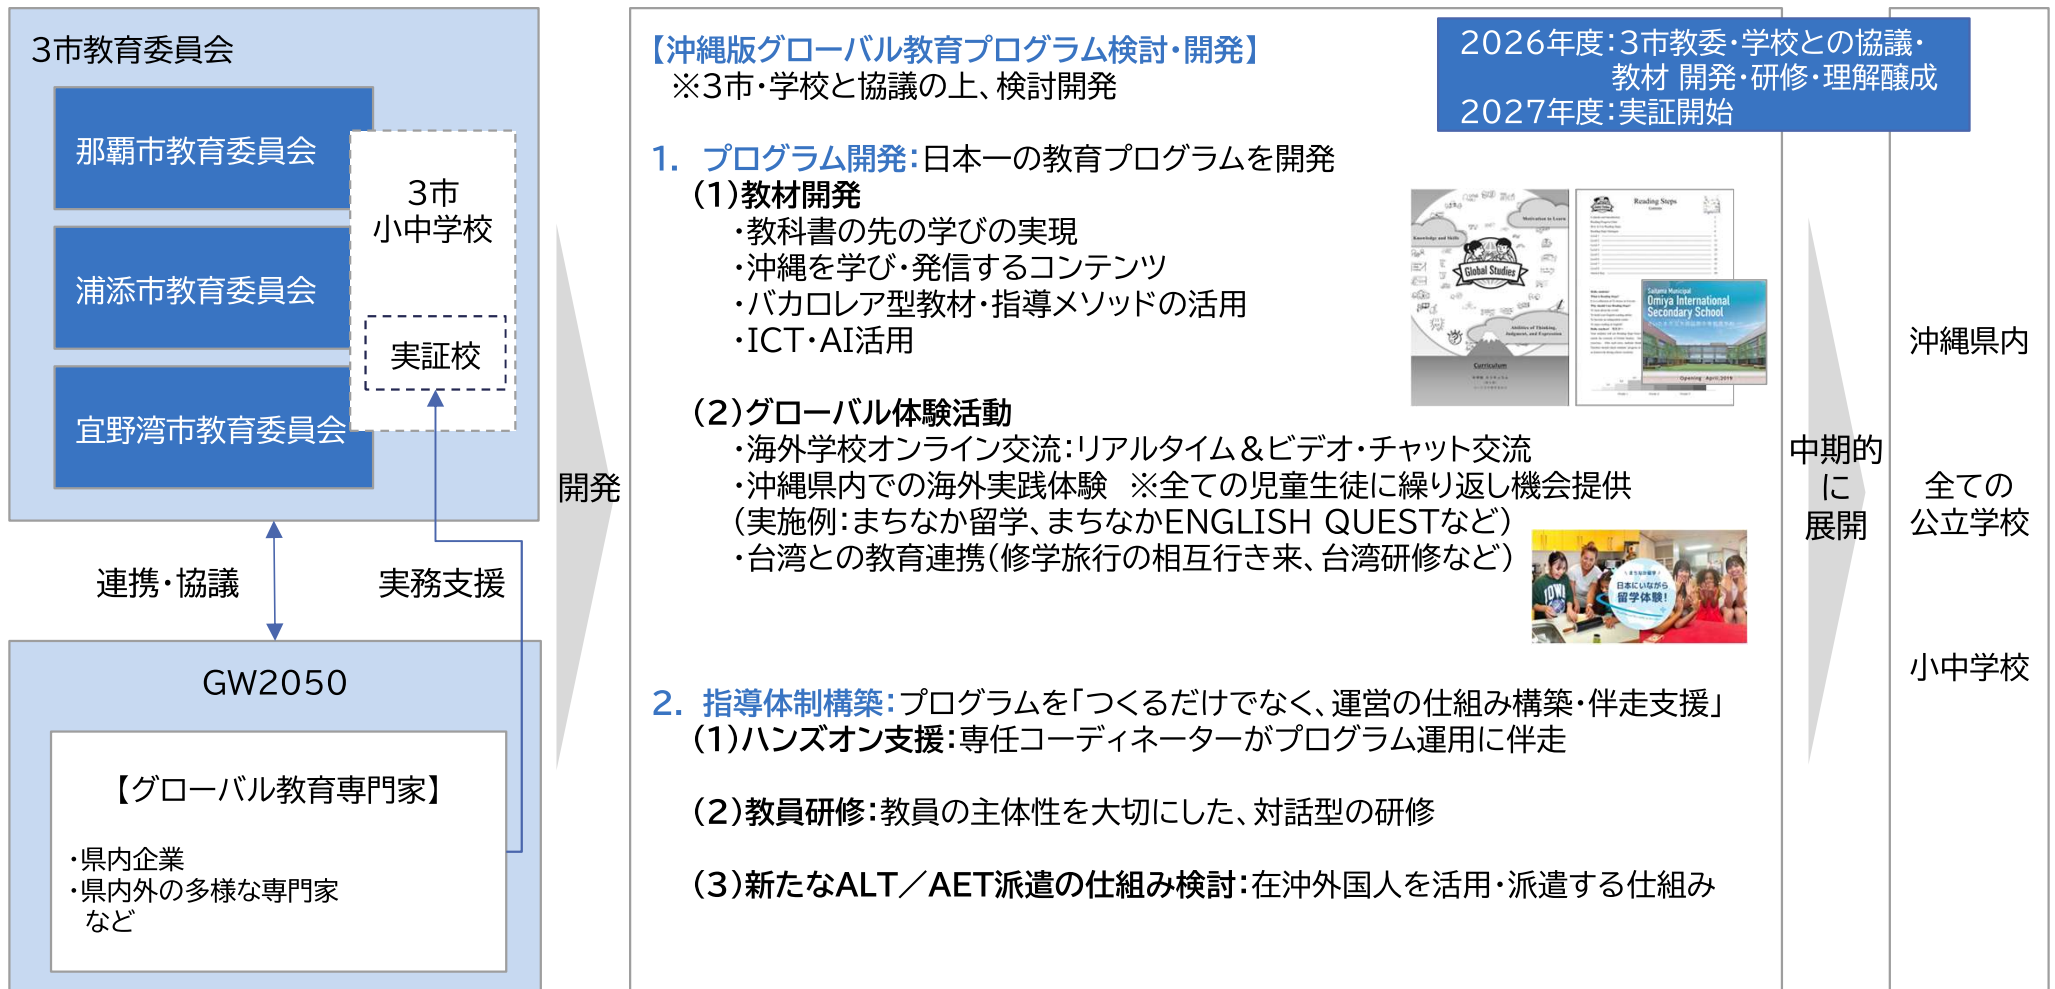 3市教育委員会
那覇市教育委員会
浦添市教育委員会
宜野湾市教育委員会
3市
小中学校
実証校
連携・協議
実務支援
GW2050
【グローバル教育専門家】
・県内企業
・県内外の多様な専門家
など
開発
【沖縄版グローバル教育プログラム検討・開発】
※3市・学校と協議の上、検討開発
2026年度：3市教委・学校との協議・
教材 開発・研修・理解醸成
2027年度：実証開始
1. プログラム開発：日本一の教育プログラムを開発
（1）教材開発
・教科書の先の学びの実現
・沖縄を学び・発信するコンテンツ
・バカロレア型教材・指導メソッドの活用
・ICT・AI活用
Motivation to Learn
Knowledge and Skills
Global Studies
Abilities of Thinking,
Judgment, and Expression
Curriculum
Reading Steps
Saitama Municipal
Omiya International
Secondary School
Opening April,2019
（2）グローバル体験活動
・海外学校オンライン交流：リアルタイム＆ビデオ・チャット交流
・沖縄県内での海外実践体験　※全ての児童生徒に繰り返し機会提供
（実施例：まちなか留学、まちなかENGLISH QUESTなど）
・台湾との教育連携（修学旅行の相互行き来、台湾研修など）
まちなか留学
日本にいながら
留学体験！
2. 指導体制構築：プログラムを「つくるだけでなく、運営の仕組み構築・伴走支援」
（1）ハンズオン支援：専任コーディネーターがプログラム運用に伴走
（2）教員研修：教員の主体性を大切にした、対話型の研修
（3）新たなALT／AET派遣の仕組み検討：在沖外国人を活用・派遣する仕組み
中期的
に
展開
沖縄県内
全ての
公立学校
小中学校